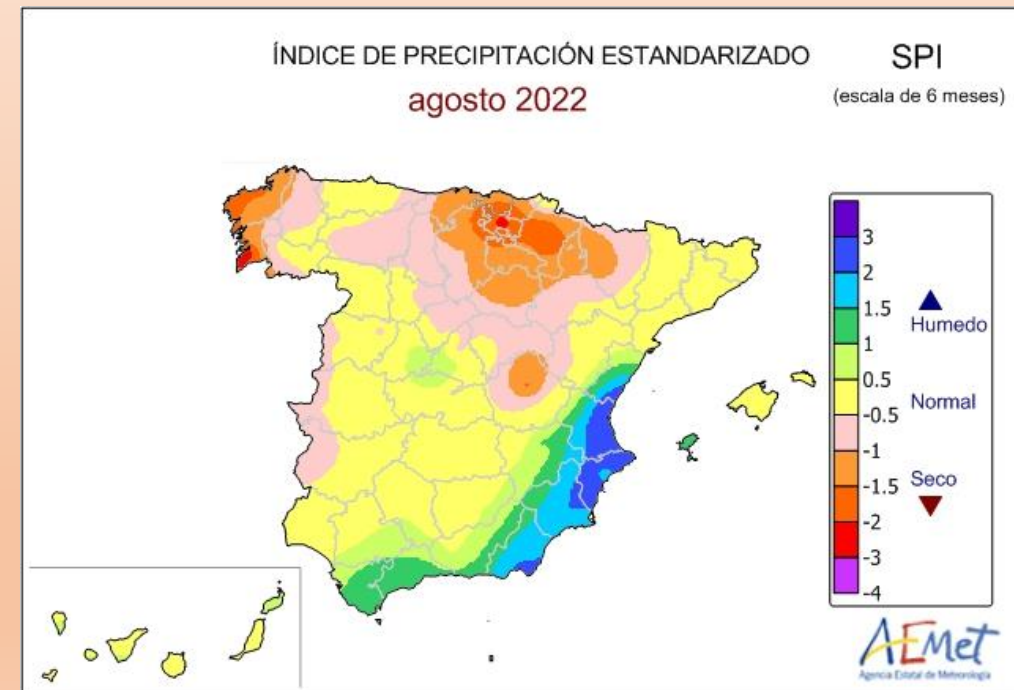 ÍNDICE DE PRECIPITACIÓN ESTANDARIZADO
agosto 2022
SPI
(escala de 6 meses)
3
2
1.5
1
0.5
-0.5
-1
-1.5
-2
-3
-4
Humedo
Normal
Seco
AEMet
Agencia Estatal de Meteorología